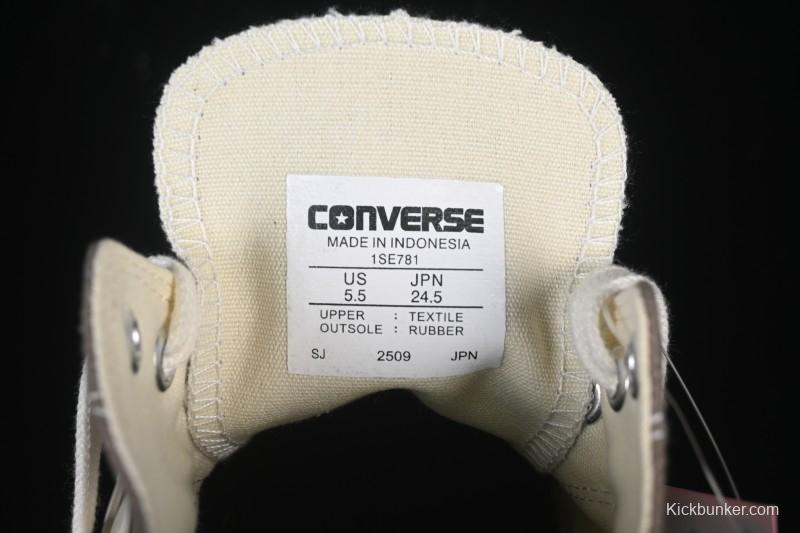 CONVERSE
MADE IN INDONESIA
1SE781
US JPN
5.5 24.5
UPPER : TEXTILE
OUTSOLE : RUBBER
SJ 2509 JPN
Kickbunker.com